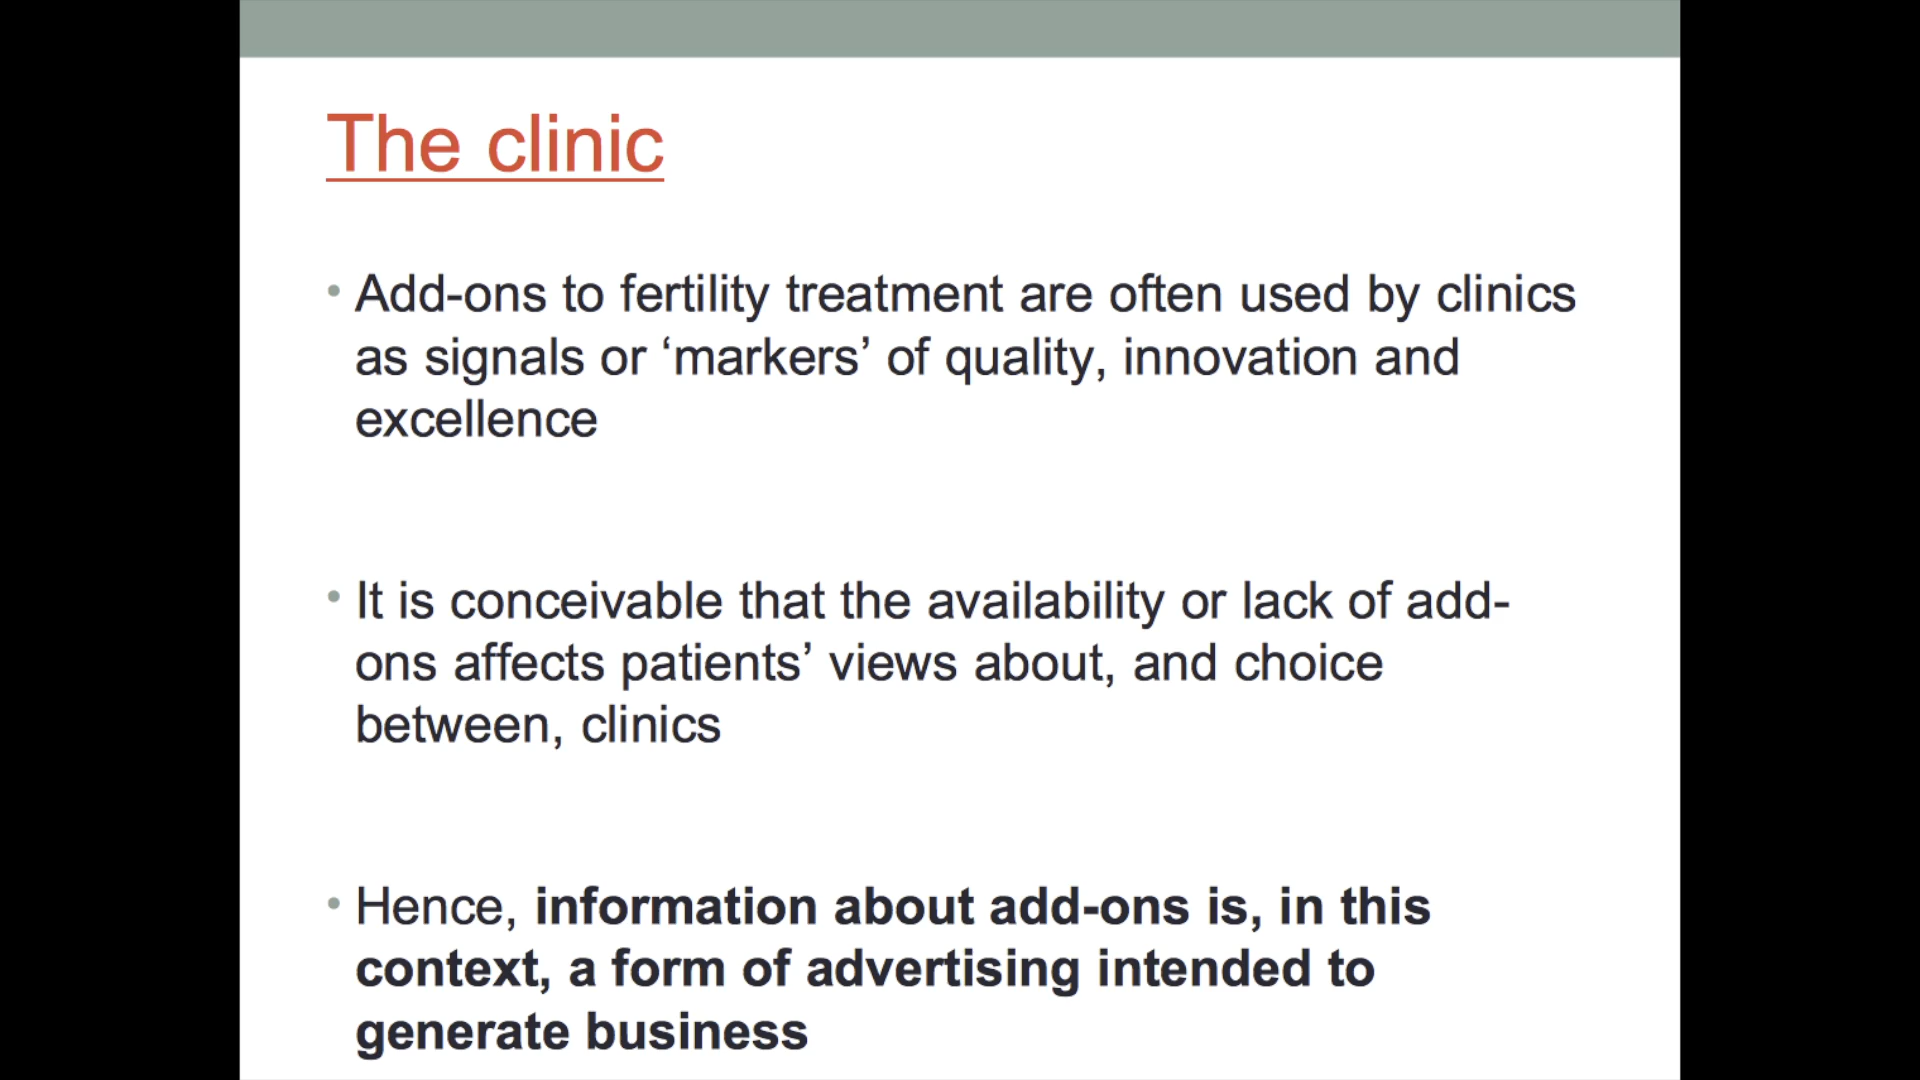 The clinic
• Add-ons to fertility treatment are often used by clinics
as signals or ‘markers’ of quality, innovation and
excellence
• It is conceivable that the availability or lack of add-
ons affects patients’ views about, and choice
between, clinics
• Hence, information about add-ons is, in this
context, a form of advertising intended to
generate business